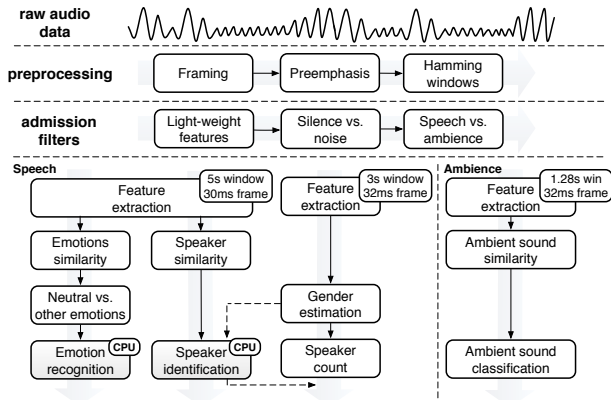 raw audio
data
preprocessing
Framing
Preemphasis
Hamming
windows
admission
filters
Light-weight
features
Silence vs.
noise
Speech vs.
ambience
Speech
Feature
extraction
5s window
30ms frame
Feature
extraction
3s window
32ms frame
Ambience
Feature
extraction
1.28s win
32ms frame
Emotions
similarity
Speaker
similarity
Ambient sound
similarity
Neutral vs.
other emotions
Gender
estimation
Emotion
recognition
CPU
Speaker
identification
CPU
Speaker
count
Ambient sound
classification